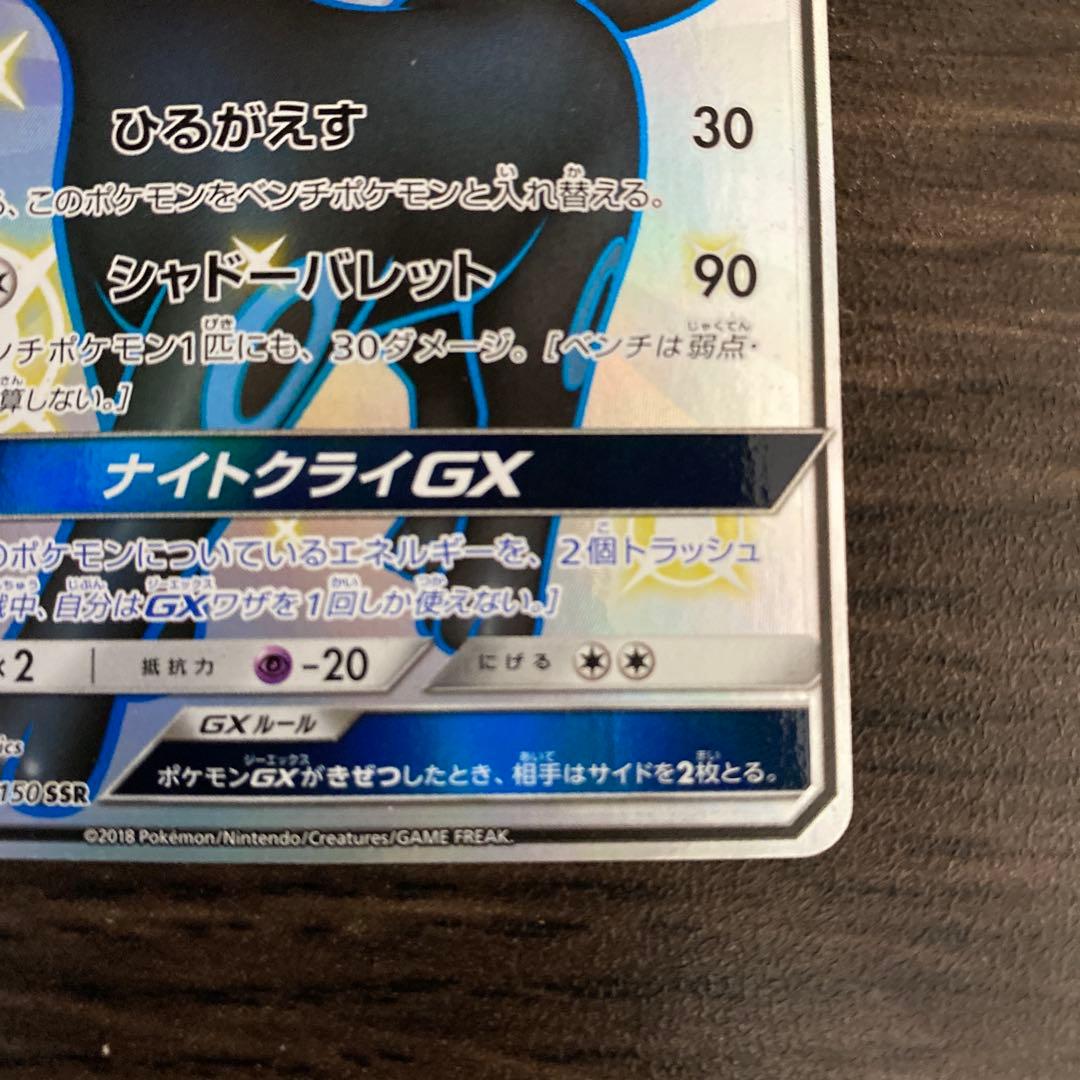 ひるがえす 30
、このポケモンをベンチポケモンと入れ替える。
シャドーバレット 90
ンチポケモン1匹にも、30ダメージ。[ベンチは弱点・
算しない。]
ナイトクライGX
のポケモンについているエネルギーを、2個トラッシュ
戦中、自分はGXワザを1回しか使えない。]
×2 抵抗力 -20 にげる
GXルール
ポケモンGXがきぜつしたとき、相手はサイドを2枚とる。
ics
150 SSR
©2018 Pokémon/Nintendo/Creatures/GAME FREAK.